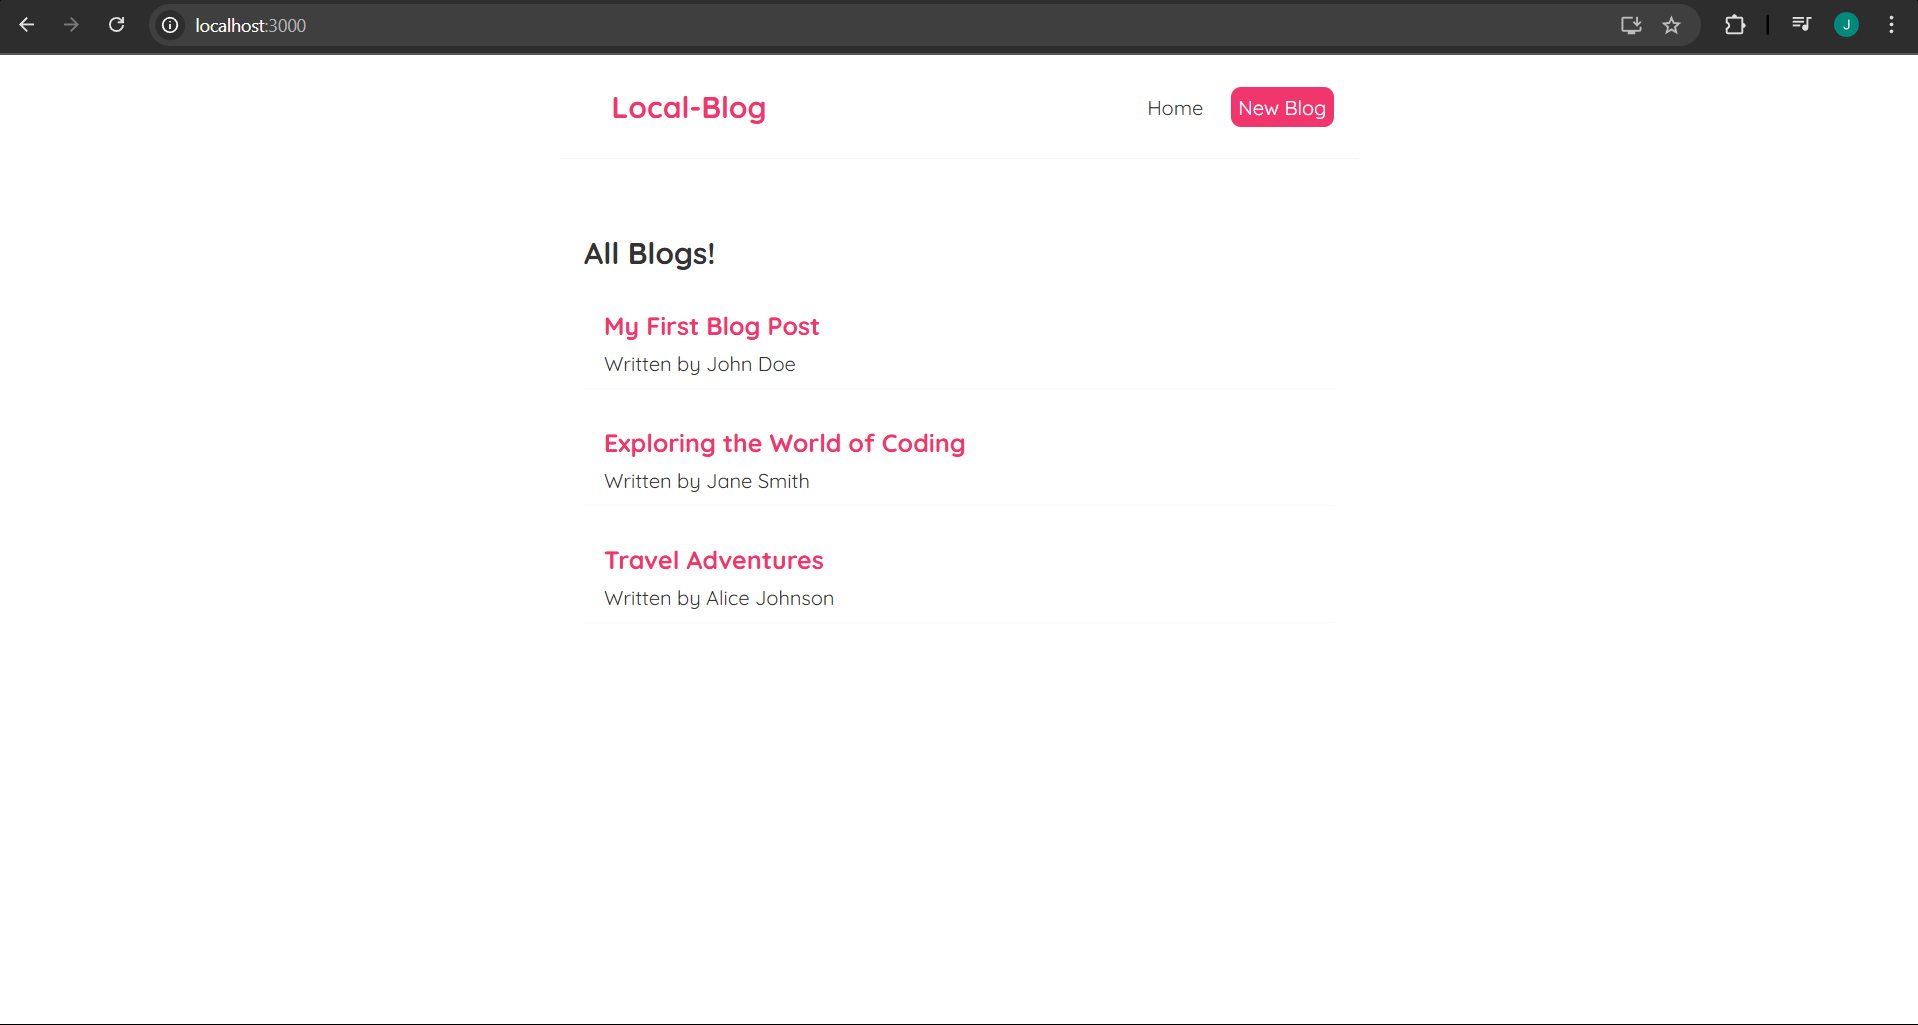 localhost:3000
J
Local-Blog
Home
New Blog
All Blogs!
My First Blog Post
Written by John Doe
Exploring the World of Coding
Written by Jane Smith
Travel Adventures
Written by Alice Johnson